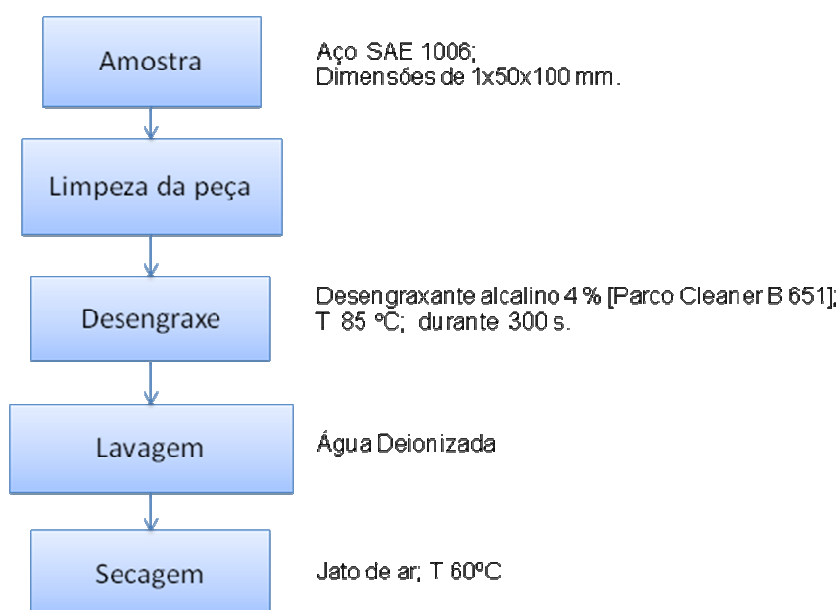 Amostra
Aço SAE 1006;
Dimensões de 1x50x100 mm.
Limpeza da peça
Desengraxe
Desengraxante alcalino 4 % [Parco Cleaner B 651];
T 85 ºC; durante 300 s.
Lavagem
Água Deionizada
Secagem
Jato de ar; T 60ºC